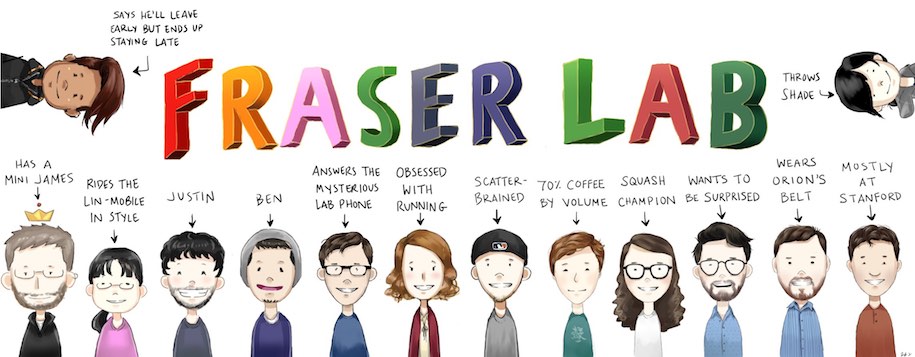 SAYS HE'LL LEAVE
EARLY BUT ENDS UP
STAYING LATE
FRASER LAB
THROWS
SHADE
HAS A
MINI JAMES
RIDES THE
LIN-MOBILE
IN STYLE
JUSTIN
BEN
ANSWERS THE
MYSTERIOUS
LAB PHONE
OBSESSED
WITH
RUNNING
SCATTER-
BRAINED
70% COFFEE
BY VOLUME
SQUASH
CHAMPION
WANTS TO
BE SURPRISED
WEARS
ORION'S
BELT
MOSTLY
AT
STANFORD